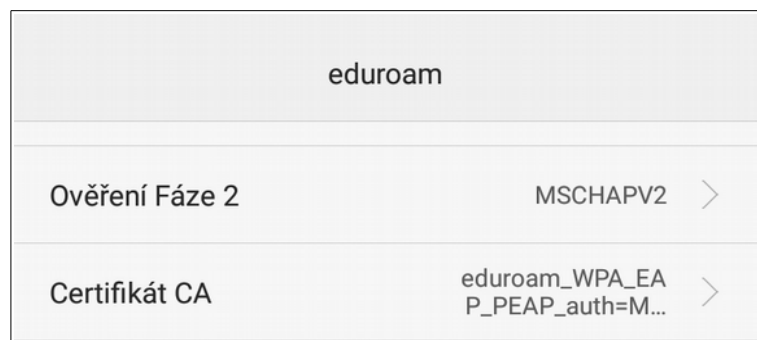 eduroam
Ověření Fáze 2 MSCHAPV2
Certifikát CA eduroam_WPA_EA
P_PEAP_auth=M...